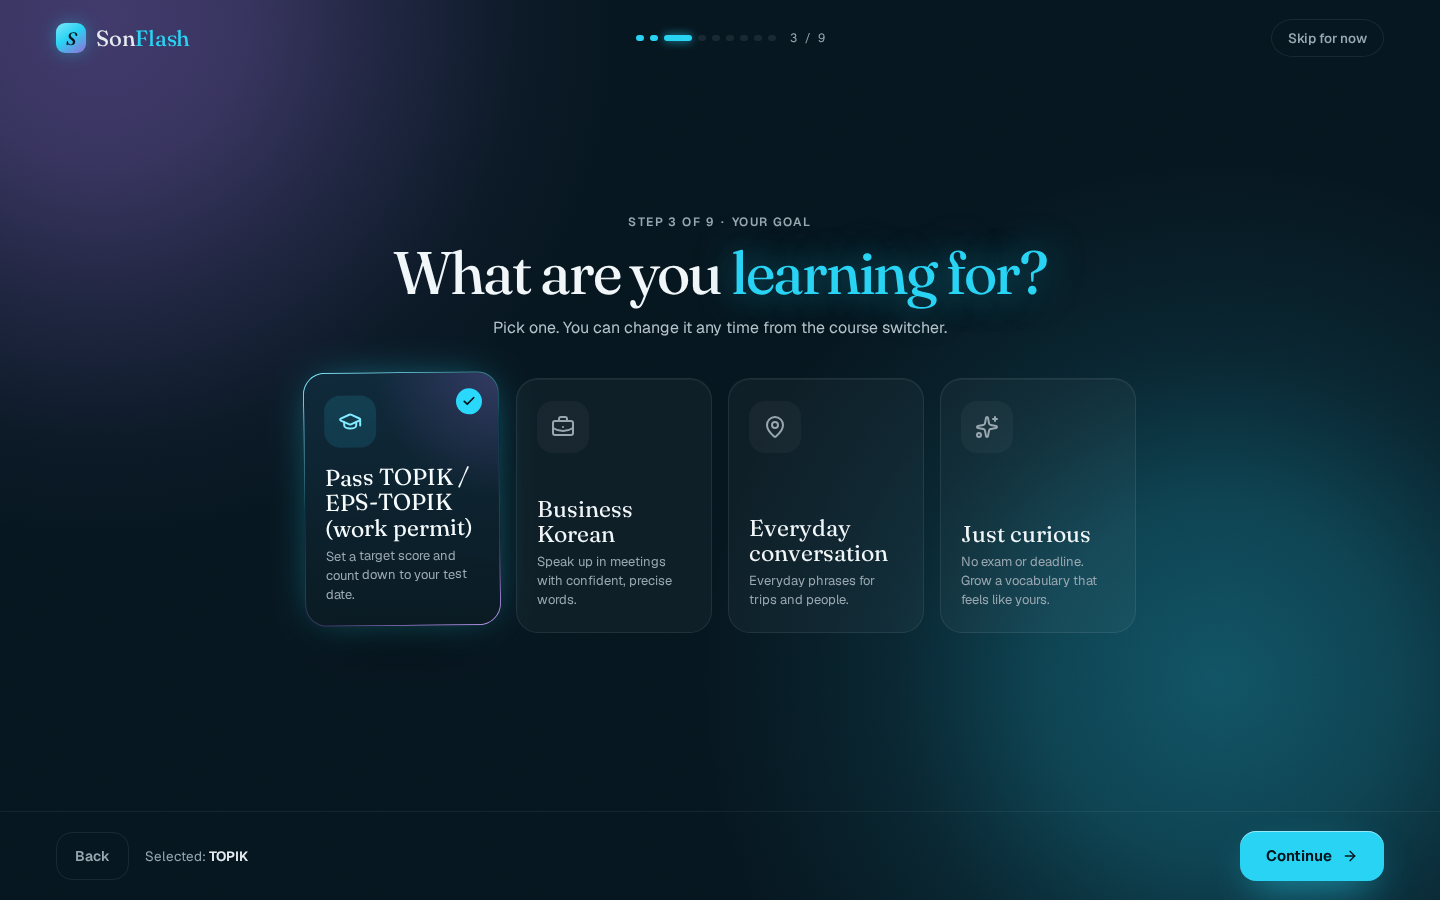 S SonFlash
3 / 9
Skip for now
STEP 3 OF 9 · YOUR GOAL
What are you learning for?
Pick one. You can change it any time from the course switcher.
Pass TOPIK /
EPS-TOPIK
(work permit)
Set a target score and
count down to your test
date.
Business
Korean
Speak up in meetings
with confident, precise
words.
Everyday
conversation
Everyday phrases for
trips and people.
Just curious
No exam or deadline.
Grow a vocabulary that
feels like yours.
Back
Selected: TOPIK
Continue →